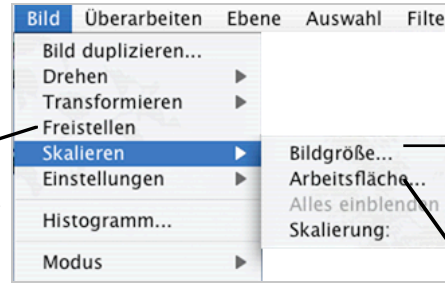 Bild Überarbeiten Ebene Auswahl Filte
Bild duplizieren...
Drehen
Transformieren
Freistellen
Skalieren
Einstellungen
Histogramm...
Modus
Bildgröße...
Arbeitsfläche...
Alles einblenden
Skalierung: